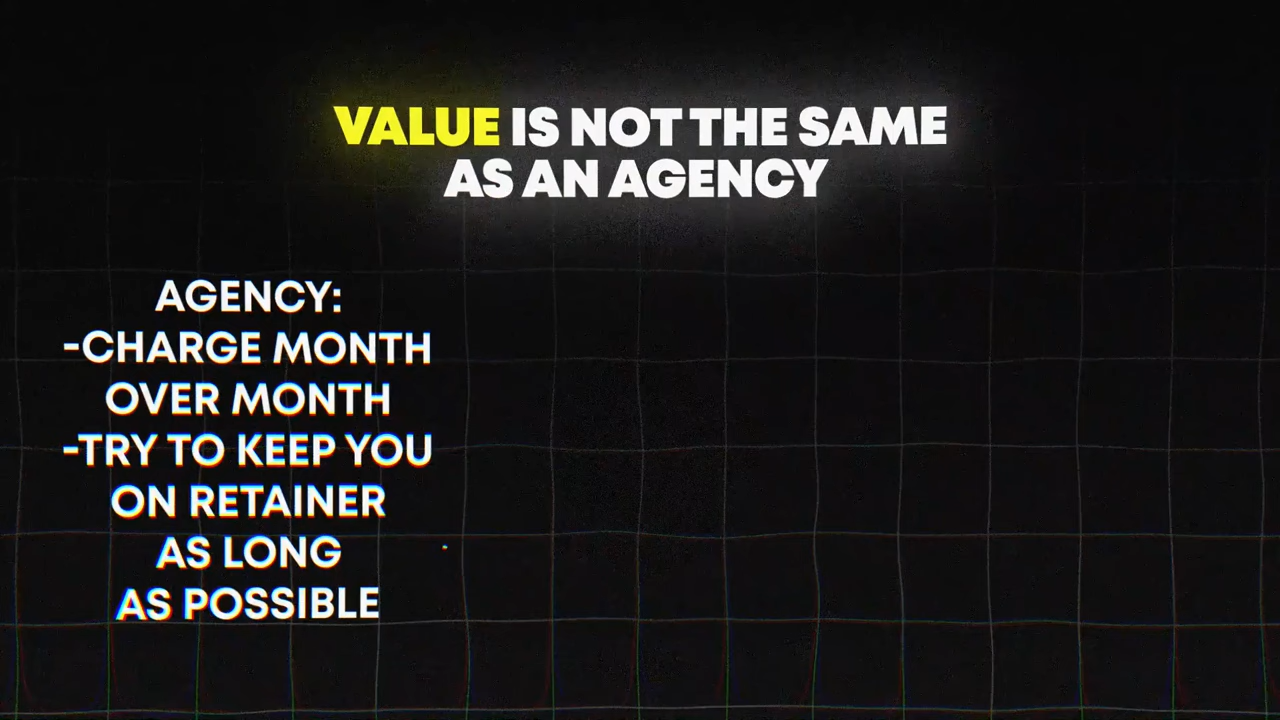 VALUE IS NOT THE SAME
AS AN AGENCY
AGENCY:
-CHARGE MONTH
OVER MONTH
-TRY TO KEEP YOU
ON RETAINER
AS LONG
AS POSSIBLE